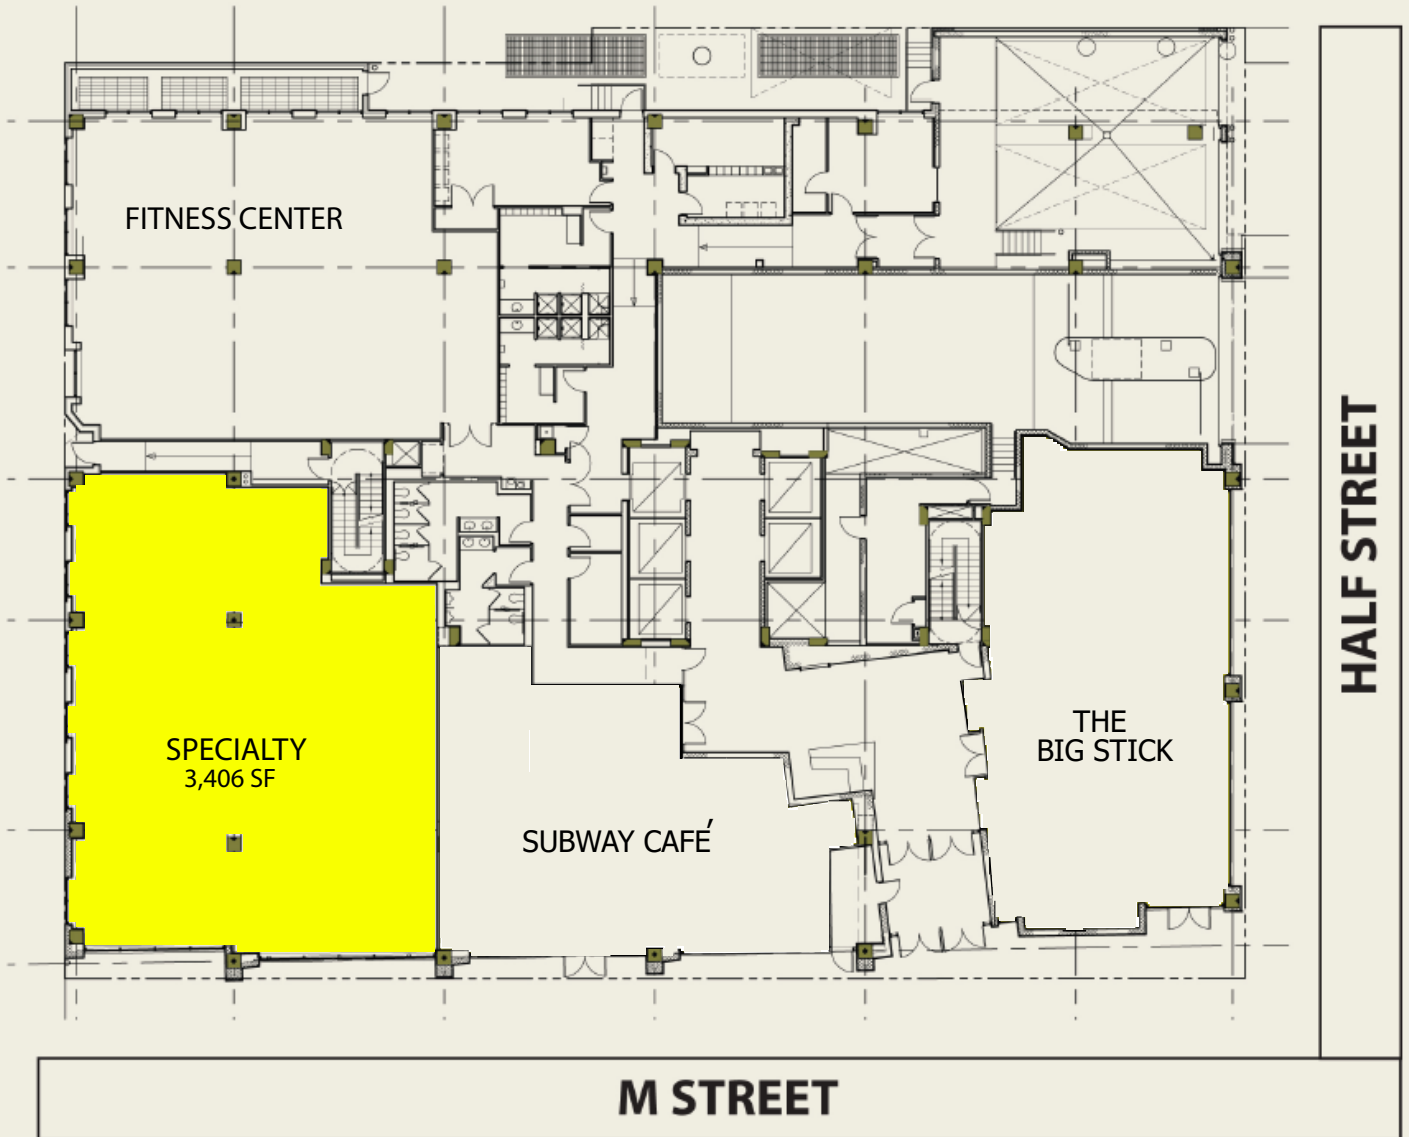 FITNESS CENTER
SPECIALTY
3,406 SF
SUBWAY CAFÉ
THE
BIG STICK
HALF STREET
M STREET